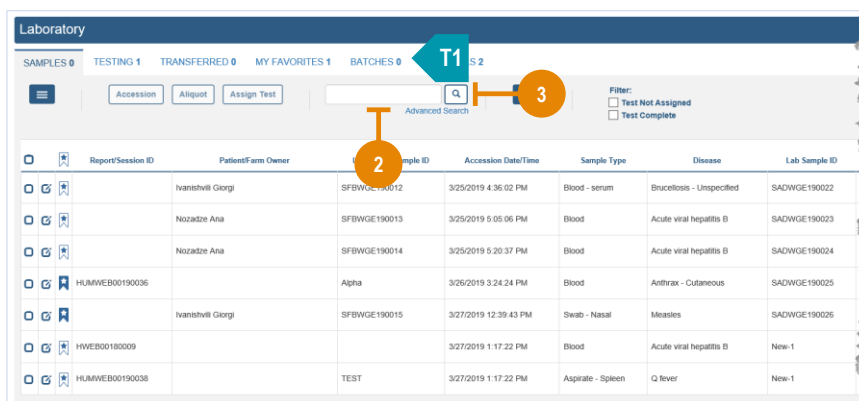 Laboratory
SAMPLES 0 TESTING 1 TRANSFERRED 0 MY FAVORITES 1 BATCHES 0 T1 S 2
Accession Aliquot Assign Test 3 Filter:
Test Not Assigned
Advanced Search Test Complete
2
Report/Session ID Patient/Farm Owner Sample ID Accession Date/Time Sample Type Disease Lab Sample ID
Ivanishvili Giorgi SFBWGE190012 3/25/2019 4:36:02 PM Blood - serum Brucellosis - Unspecified SADWGE190022
Nozadze Ana SFBWGE190013 3/25/2019 5:05:06 PM Blood Acute viral hepatitis B SADWGE190023
Nozadze Ana SFBWGE190014 3/25/2019 5:20:37 PM Blood Acute viral hepatitis B SADWGE190024
HUMWEB00190036 Alpha 3/26/2019 3:24:24 PM Blood Anthrax - Cutaneous SADWGE190025
Ivanishvili Giorgi SFBWGE190015 3/27/2019 12:39:43 PM Swab - Nasal Measles SADWGE190026
HWEB00180009 3/27/2019 1:17:22 PM Blood Acute viral hepatitis B New-1
HUMWEB00190038 TEST 3/27/2019 1:17:22 PM Aspirate - Spleen Q fever New-1